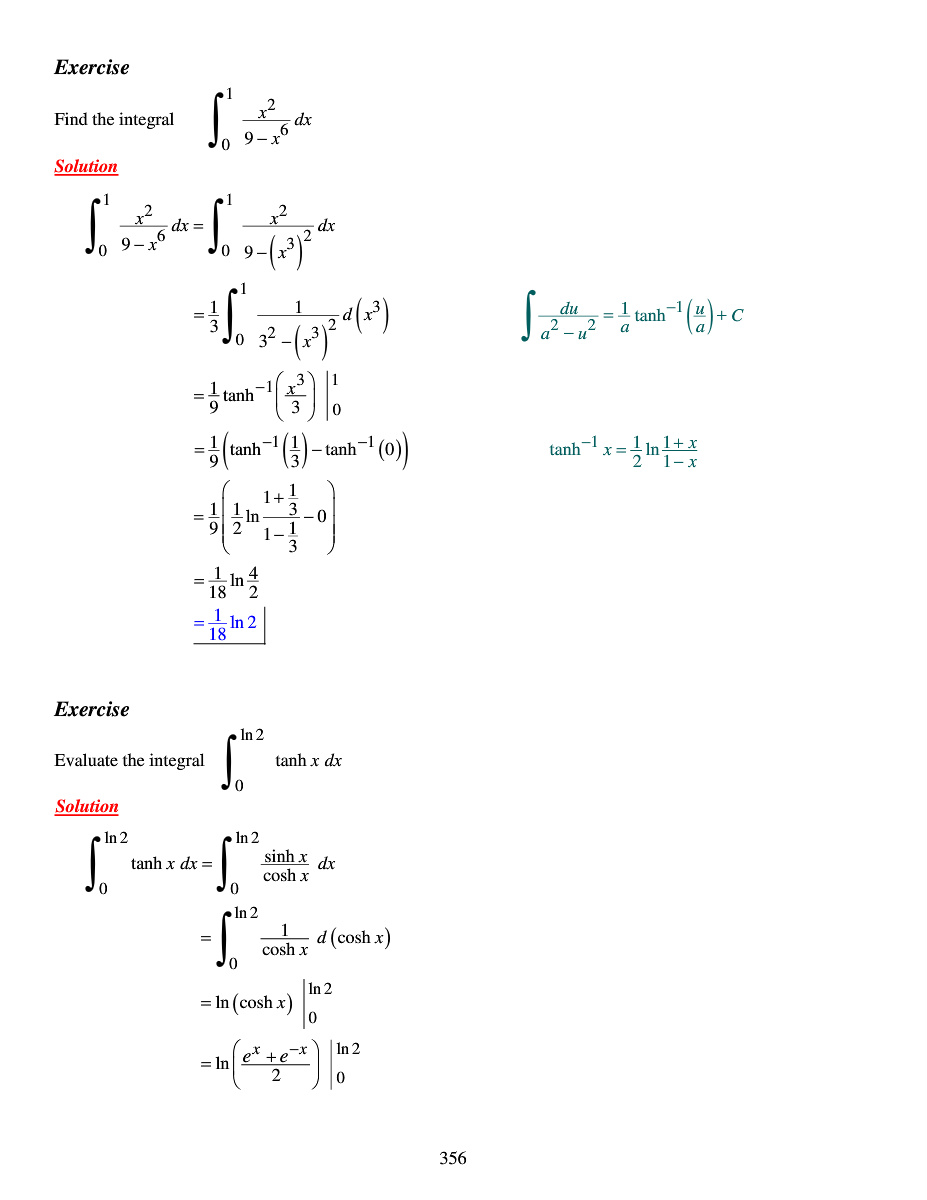 Exercise
Find the integral ∫₀¹ x²/(9 − x⁶) dx
Solution
∫₀¹ x²/(9 − x⁶) dx = ∫₀¹ x²/(9 − (x³)²) dx
= 1/3 ∫₀¹ 1/(3² − (x³)²) d(x³) ∫ du/(a² − u²) = 1/a tanh⁻¹(u/a) + C
= 1/9 tanh⁻¹(x³/3) |₀¹
= 1/9 (tanh⁻¹(1/3) − tanh⁻¹(0)) tanh⁻¹ x = 1/2 ln (1 + x)/(1 − x)
= 1/9 (1/2 ln (1 + 1/3)/(1 − 1/3) − 0)
= 1/18 ln 4/2
= 1/18 ln 2
Exercise
Evaluate the integral ∫₀^(ln 2) tanh x dx
Solution
∫₀^(ln 2) tanh x dx = ∫₀^(ln 2) sinh x/cosh x dx
= ∫₀^(ln 2) 1/cosh x d(cosh x)
= ln(cosh x) |₀^(ln 2)
= ln((eˣ + e⁻ˣ)/2) |₀^(ln 2)
356